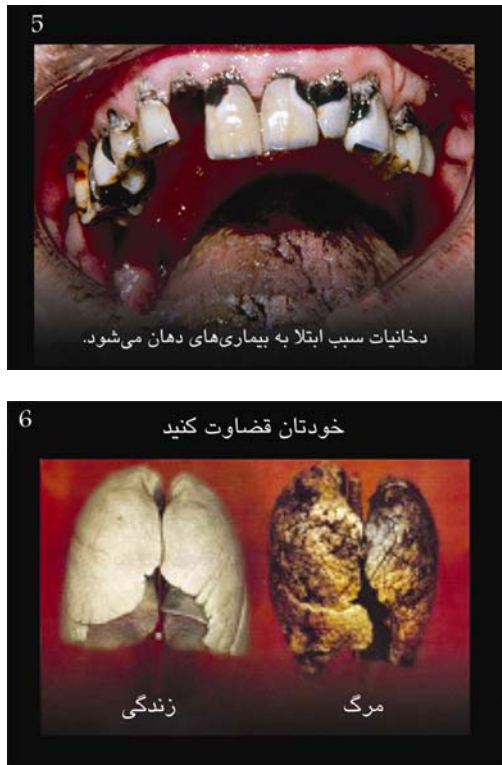 5
دخانیات سبب ابتلا به بیماری‌های دهان می‌شود.
6
خودتان قضاوت کنید
زندگی
مرگ